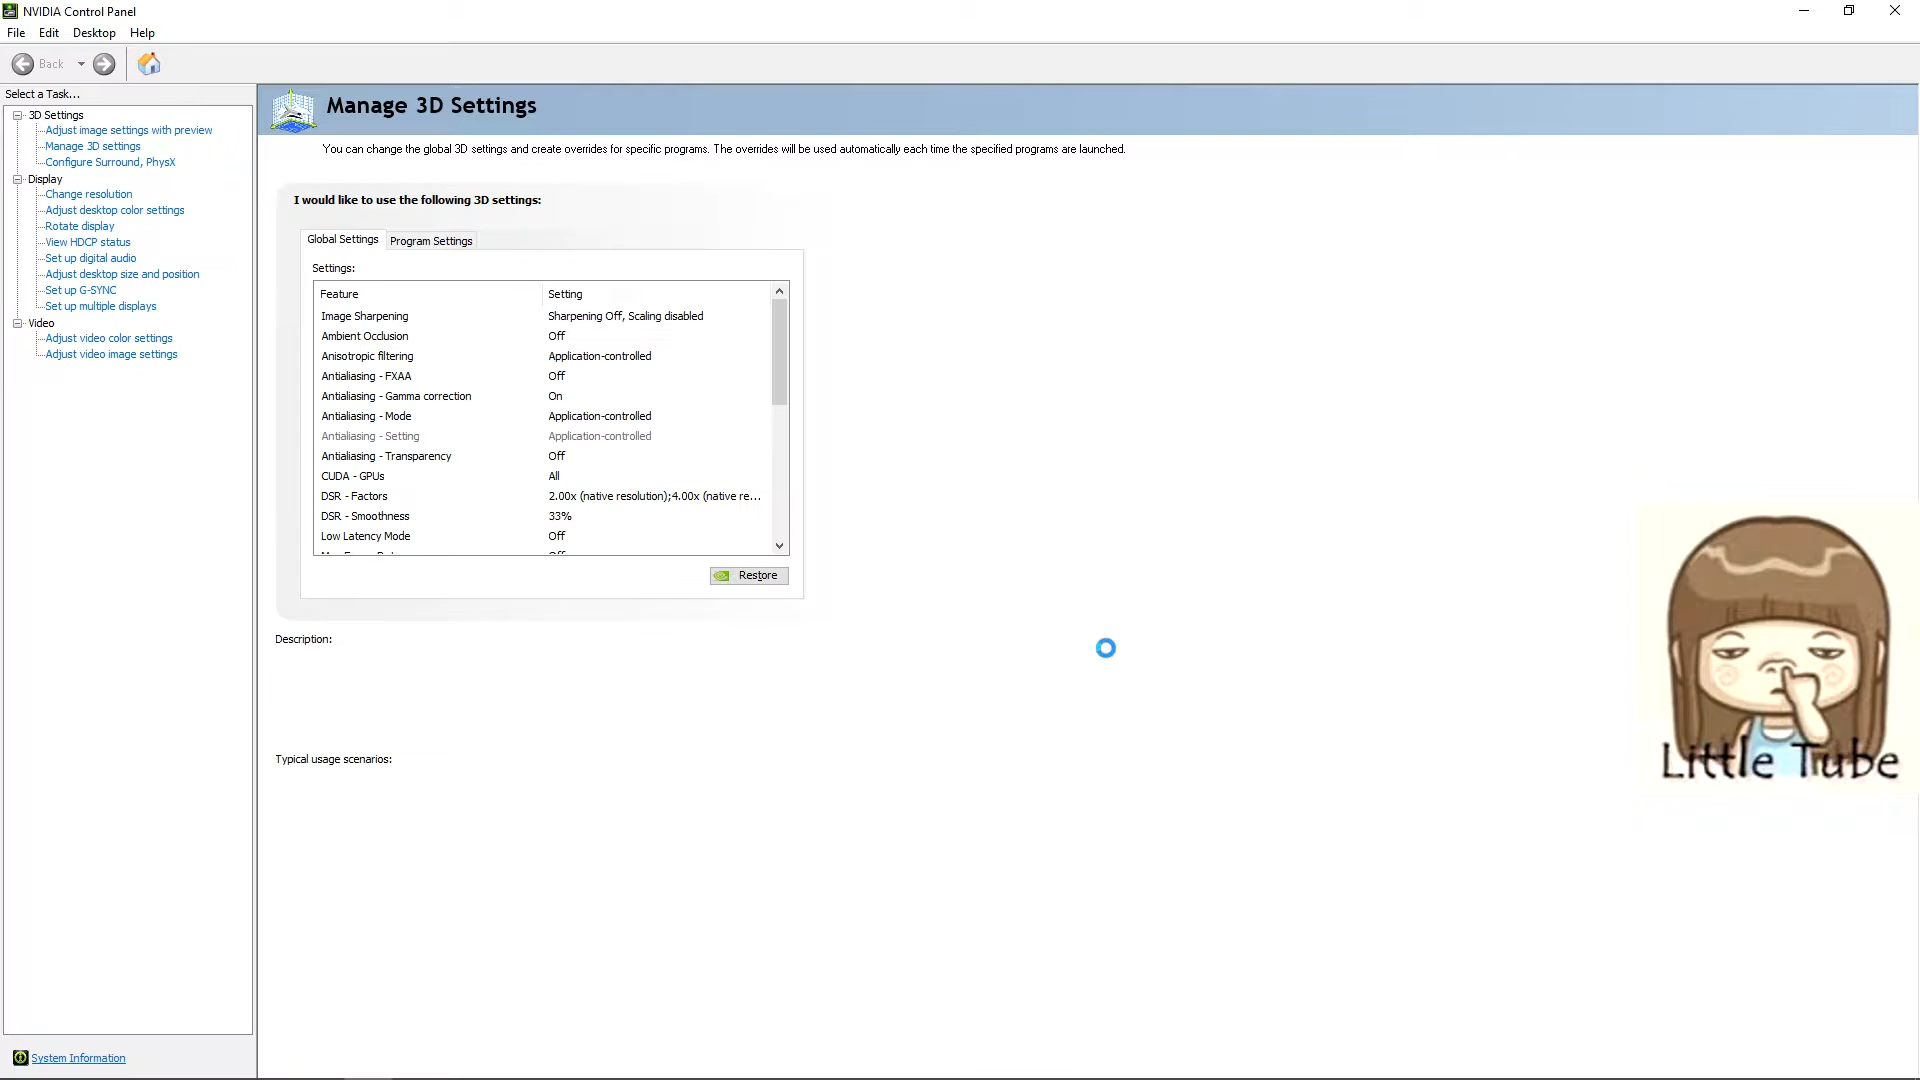 NVIDIA Control Panel
File Edit Desktop Help
Back
Select a Task...
3D Settings
Adjust image settings with preview
Manage 3D settings
Configure Surround, PhysX
Display
Change resolution
Adjust desktop color settings
Rotate display
View HDCP status
Set up digital audio
Adjust desktop size and position
Set up G-SYNC
Set up multiple displays
Video
Adjust video color settings
Adjust video image settings
System Information
Manage 3D Settings
You can change the global 3D settings and create overrides for specific programs. The overrides will be used automatically each time the specified programs are launched.
I would like to use the following 3D settings:
Global Settings Program Settings
Settings:
Feature Setting
Image Sharpening Sharpening Off, Scaling disabled
Ambient Occlusion Off
Anisotropic filtering Application-controlled
Antialiasing - FXAA Off
Antialiasing - Gamma correction On
Antialiasing - Mode Application-controlled
Antialiasing - Setting Application-controlled
Antialiasing - Transparency Off
CUDA - GPUs All
DSR - Factors 2.00x (native resolution);4.00x (native re...
DSR - Smoothness 33%
Low Latency Mode Off
Restore
Description:
Typical usage scenarios:
Little Tube